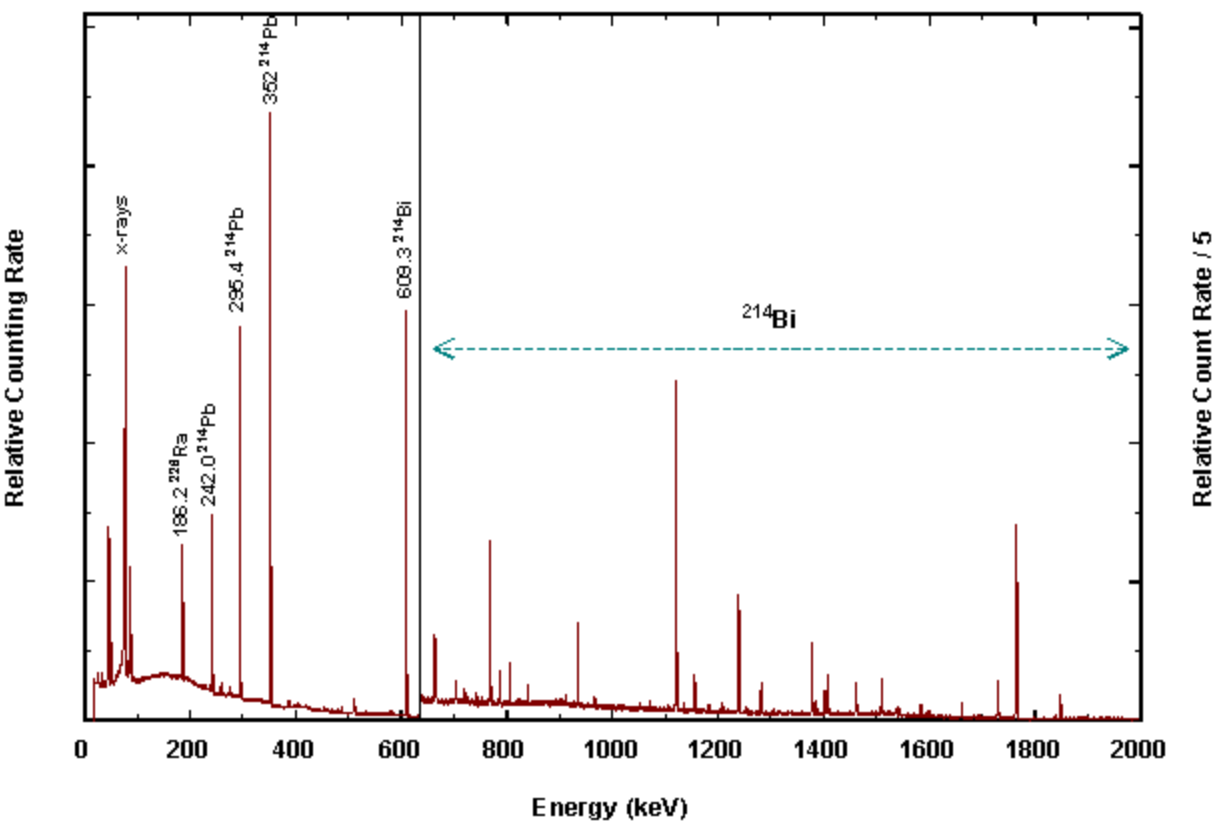 Relative Counting Rate
x-rays
186.2 ²²⁶Ra
242.0 ²¹⁴Pb
295.4 ²¹⁴Pb
352 ²¹⁴Pb
609.3 ²¹⁴Bi
²¹⁴Bi
Relative Count Rate / 5
0 200 400 600 800 1000 1200 1400 1600 1800 2000
Energy (keV)